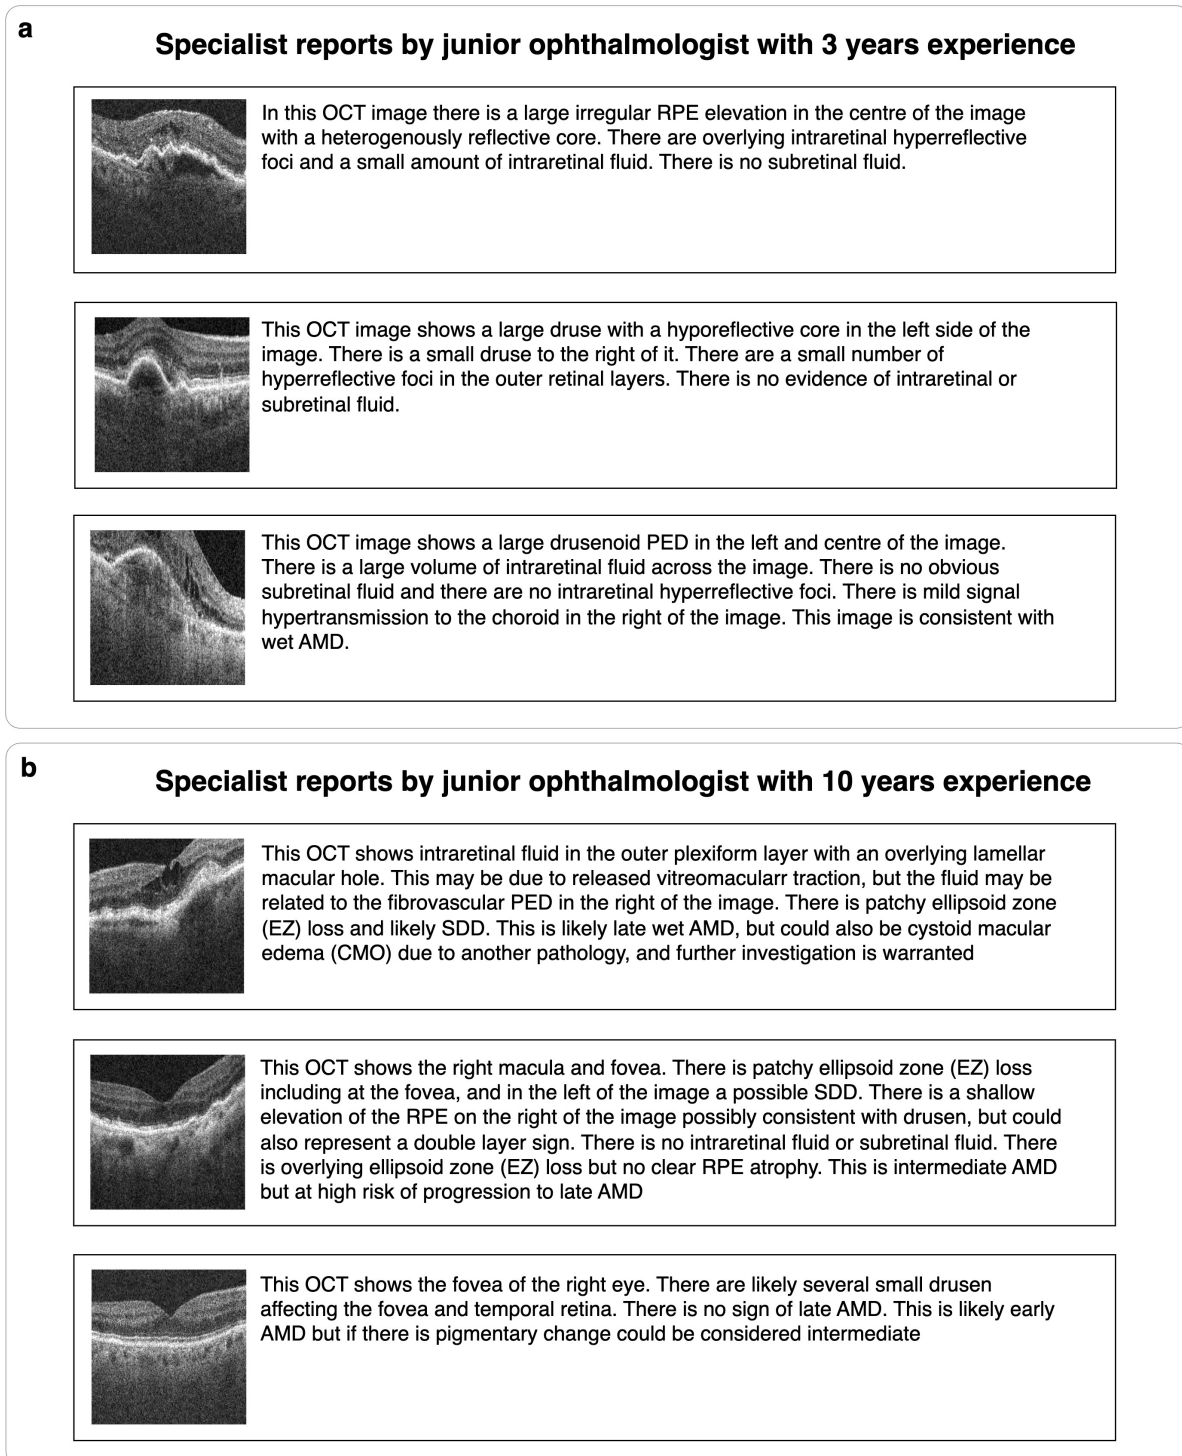 a
Specialist reports by junior ophthalmologist with 3 years experience
In this OCT image there is a large irregular RPE elevation in the centre of the image
with a heterogenously reflective core. There are overlying intraretinal hyperreflective
foci and a small amount of intraretinal fluid. There is no subretinal fluid.
This OCT image shows a large druse with a hyporeflective core in the left side of the
image. There is a small druse to the right of it. There are a small number of
hyperreflective foci in the outer retinal layers. There is no evidence of intraretinal or
subretinal fluid.
This OCT image shows a large drusenoid PED in the left and centre of the image.
There is a large volume of intraretinal fluid across the image. There is no obvious
subretinal fluid and there are no intraretinal hyperreflective foci. There is mild signal
hypertransmission to the choroid in the right of the image. This image is consistent with
wet AMD.
b
Specialist reports by junior ophthalmologist with 10 years experience
This OCT shows intraretinal fluid in the outer plexiform layer with an overlying lamellar
macular hole. This may be due to released vitreomacularr traction, but the fluid may be
related to the fibrovascular PED in the right of the image. There is patchy ellipsoid zone
(EZ) loss and likely SDD. This is likely late wet AMD, but could also be cystoid macular
edema (CMO) due to another pathology, and further investigation is warranted
This OCT shows the right macula and fovea. There is patchy ellipsoid zone (EZ) loss
including at the fovea, and in the left of the image a possible SDD. There is a shallow
elevation of the RPE on the right of the image possibly consistent with drusen, but could
also represent a double layer sign. There is no intraretinal fluid or subretinal fluid. There
is overlying ellipsoid zone (EZ) loss but no clear RPE atrophy. This is intermediate AMD
but at high risk of progression to late AMD
This OCT shows the fovea of the right eye. There are likely several small drusen
affecting the fovea and temporal retina. There is no sign of late AMD. This is likely early
AMD but if there is pigmentary change could be considered intermediate